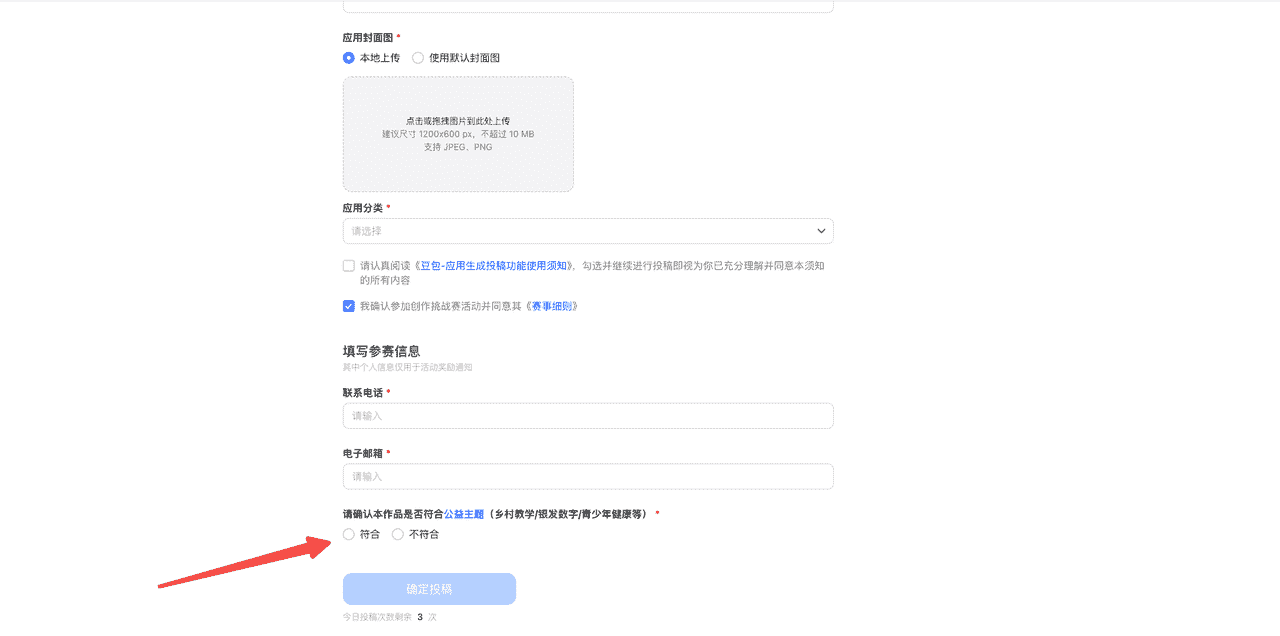 应用封面图 *
本地上传 使用默认封面图
点击或拖拽图片到此处上传
建议尺寸 1200x600 px，不超过 10 MB
支持 JPEG、PNG
应用分类 *
请选择
请认真阅读《豆包-应用生成投稿功能使用须知》，勾选并继续进行投稿即视为你已充分理解并同意本须知
的所有内容
我确认参加创作挑战赛活动并同意其《赛事细则》
填写参赛信息
其中个人信息仅用于活动奖励通知
联系电话 *
请输入
电子邮箱 *
请输入
请确认本作品是否符合公益主题（乡村教学/银发数字/青少年健康等） *
符合 不符合
确定投稿
今日投稿次数剩余 3 次